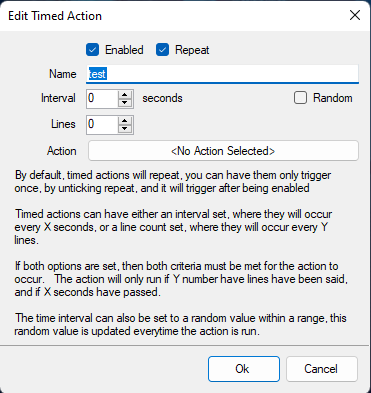 Edit Timed Action
Enabled
Repeat
Name
test
Interval
0
seconds
Random
Lines
0
Action
<No Action Selected>
By default, timed actions will repeat, you can have them only trigger
once, by unticking repeat, and it will trigger after being enabled
Timed actions can have either an interval set, where they will occur
every X seconds, or a line count set, where they will occur every Y
lines.
If both options are set, then both criteria must be met for the action to
occur.   The action will only run if Y number have lines have been said,
and if X seconds have passed.
The time interval can also be set to a random value within a range, this
random value is updated everytime the action is run.
Ok
Cancel